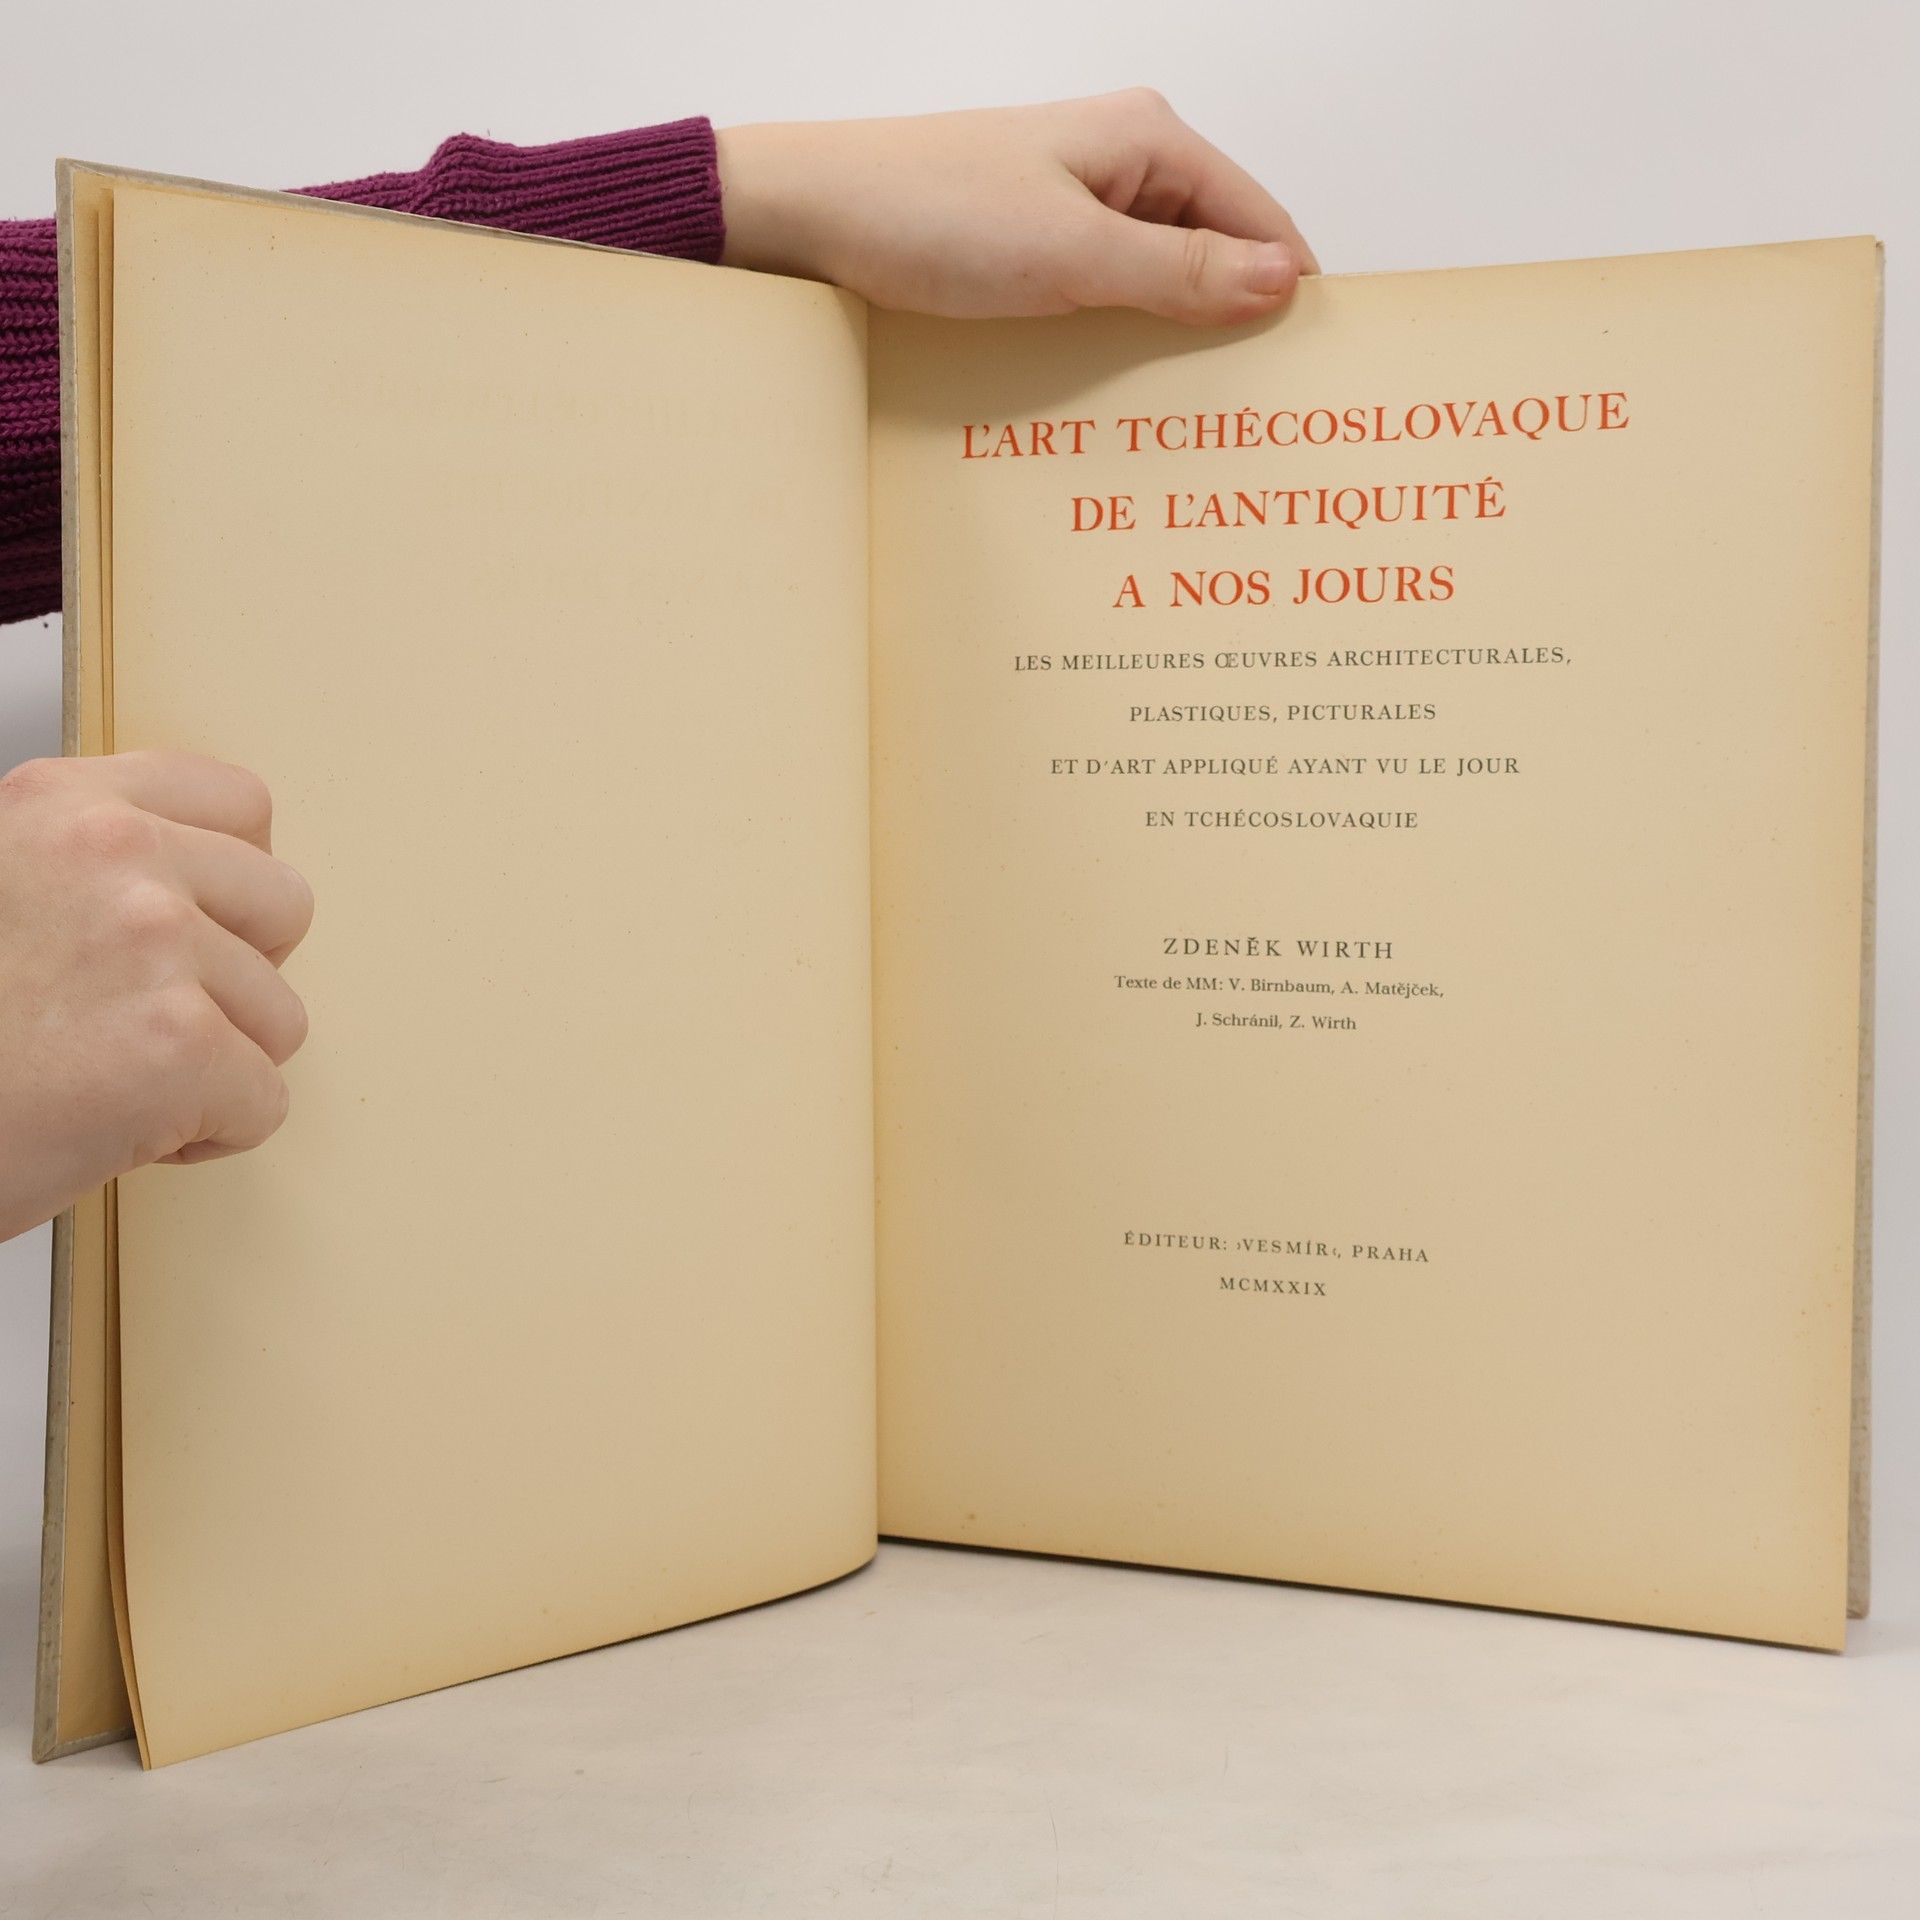 L'ART TCHÉCOSLOVAQUE
DE L'ANTIQUITÉ
A NOS JOURS
LES MEILLEURES ŒUVRES ARCHITECTURALES,
PLASTIQUES, PICTURALES
ET D'ART APPLIQUÉ AYANT VU LE JOUR
EN TCHÉCOSLOVAQUIE
ZDENĚK WIRTH
Texte de MM: V. Birnbaum, A. Matějček,
J. Schránil, Z. Wirth
ÉDITEUR: ›VESMÍR‹, PRAHA
MCMXXIX